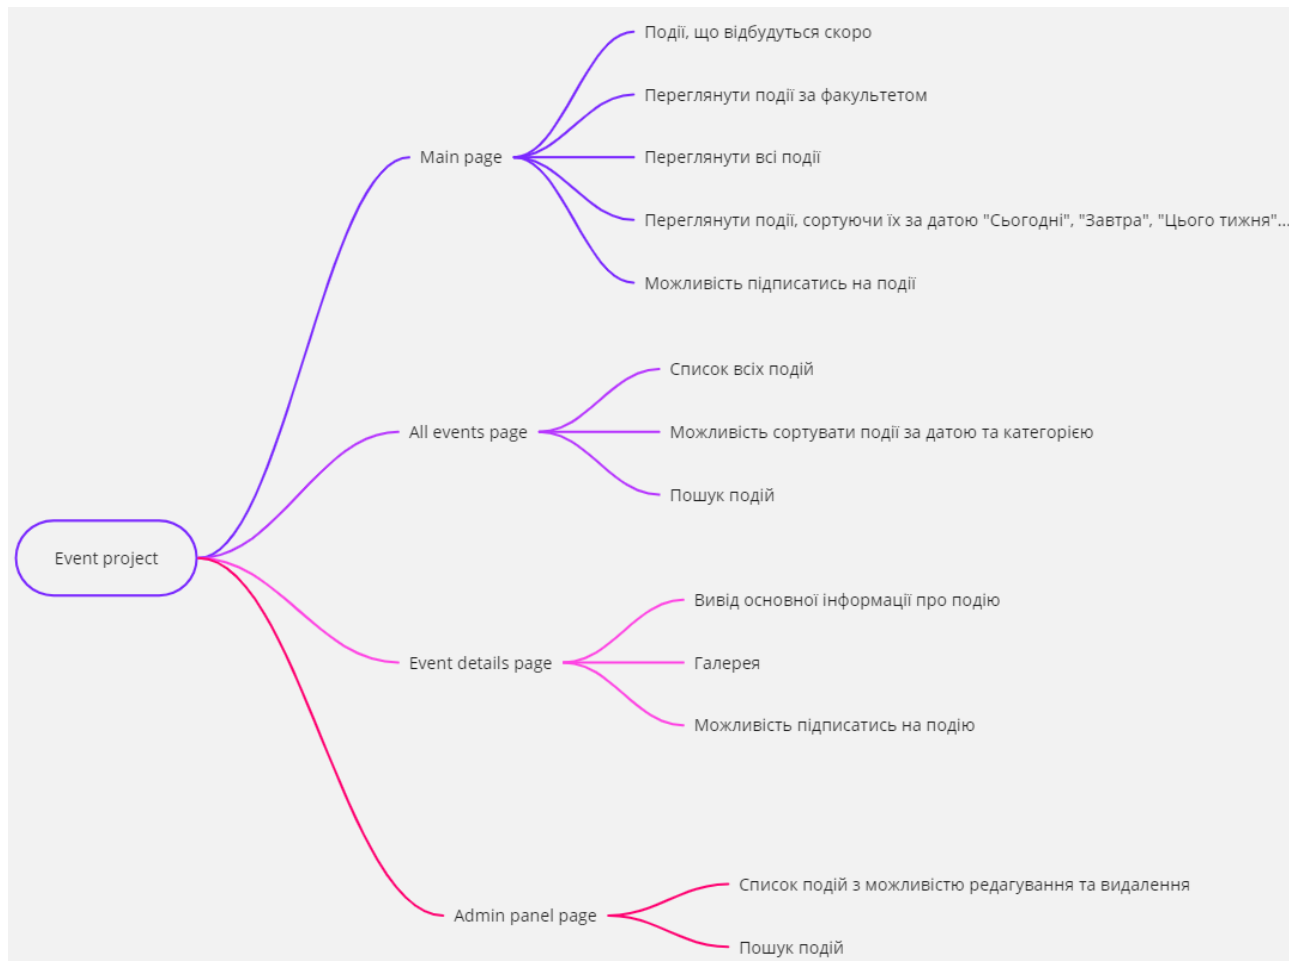 Події, що відбудуться скоро
Переглянути події за факультетом
Main page
Переглянути всі події
Переглянути події, сортуючи їх за датою "Сьогодні", "Завтра", "Цього тижня"...
Можливість підписатись на події
Список всіх подій
All events page
Можливість сортувати події за датою та категорією
Пошук подій
Event project
Вивід основної інформації про подію
Event details page
Галерея
Можливість підписатись на подію
Список подій з можливістю редагування та видалення
Admin panel page
Пошук подій